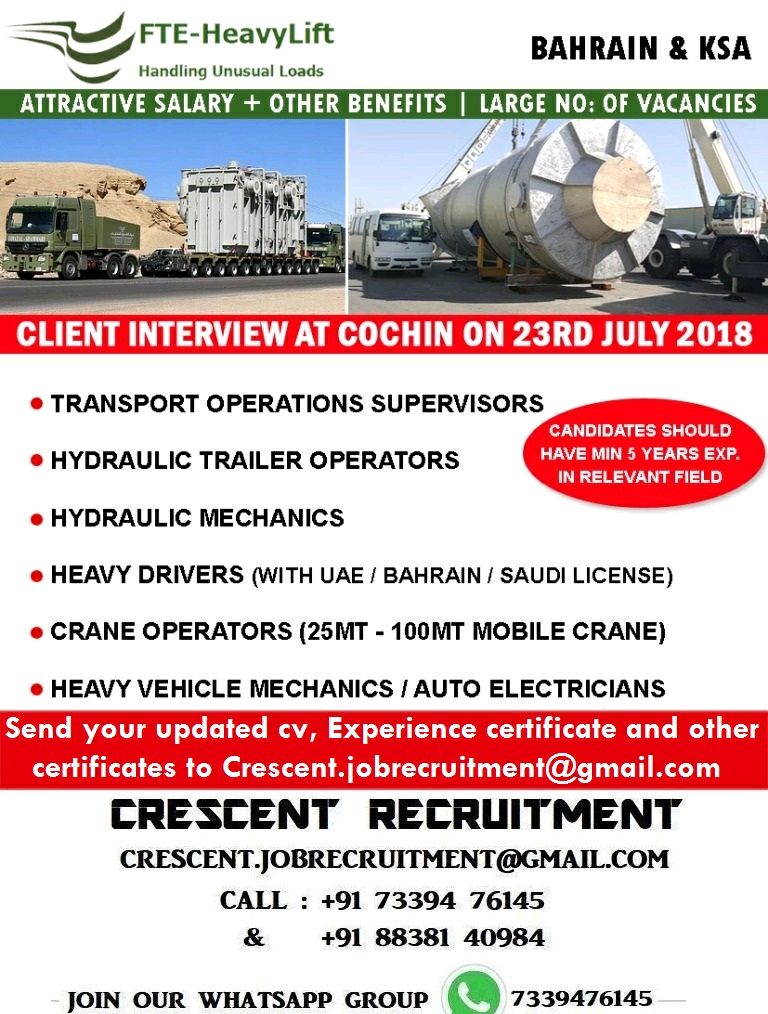 FTE-HeavyLift
Handling Unusual Loads
BAHRAIN & KSA
ATTRACTIVE SALARY + OTHER BENEFITS | LARGE NO: OF VACANCIES
CLIENT INTERVIEW AT COCHIN ON 23RD JULY 2018
• TRANSPORT OPERATIONS SUPERVISORS
CANDIDATES SHOULD
HAVE MIN 5 YEARS EXP.
IN RELEVANT FIELD
• HYDRAULIC TRAILER OPERATORS
• HYDRAULIC MECHANICS
• HEAVY DRIVERS (WITH UAE / BAHRAIN / SAUDI LICENSE)
• CRANE OPERATORS (25MT - 100MT MOBILE CRANE)
• HEAVY VEHICLE MECHANICS / AUTO ELECTRICIANS
Send your updated cv, Experience certificate and other
certificates to Crescent.jobrecruitment@gmail.com
CRESCENT RECRUITMENT
CRESCENT.JOBRECRUITMENT@GMAIL.COM
CALL : +91 73394 76145
& +91 88381 40984
- JOIN OUR WHATSAPP GROUP 7339476145 —